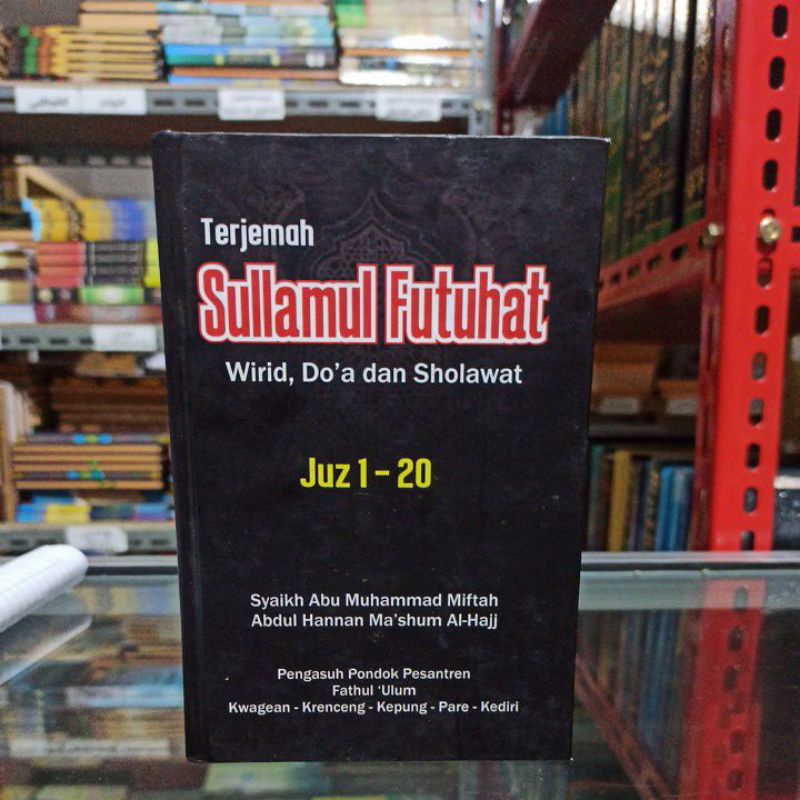 Terjemah
Sullamul Futuhat
Wirid, Do'a dan Sholawat
Juz 1 - 20
Syaikh Abu Muhammad Miftah
Abdul Hannan Ma'shum Al-Hajj
Pengasuh Pondok Pesantren
Fathul 'Ulum
Kwagean - Krenceng - Kepung - Pare - Kediri